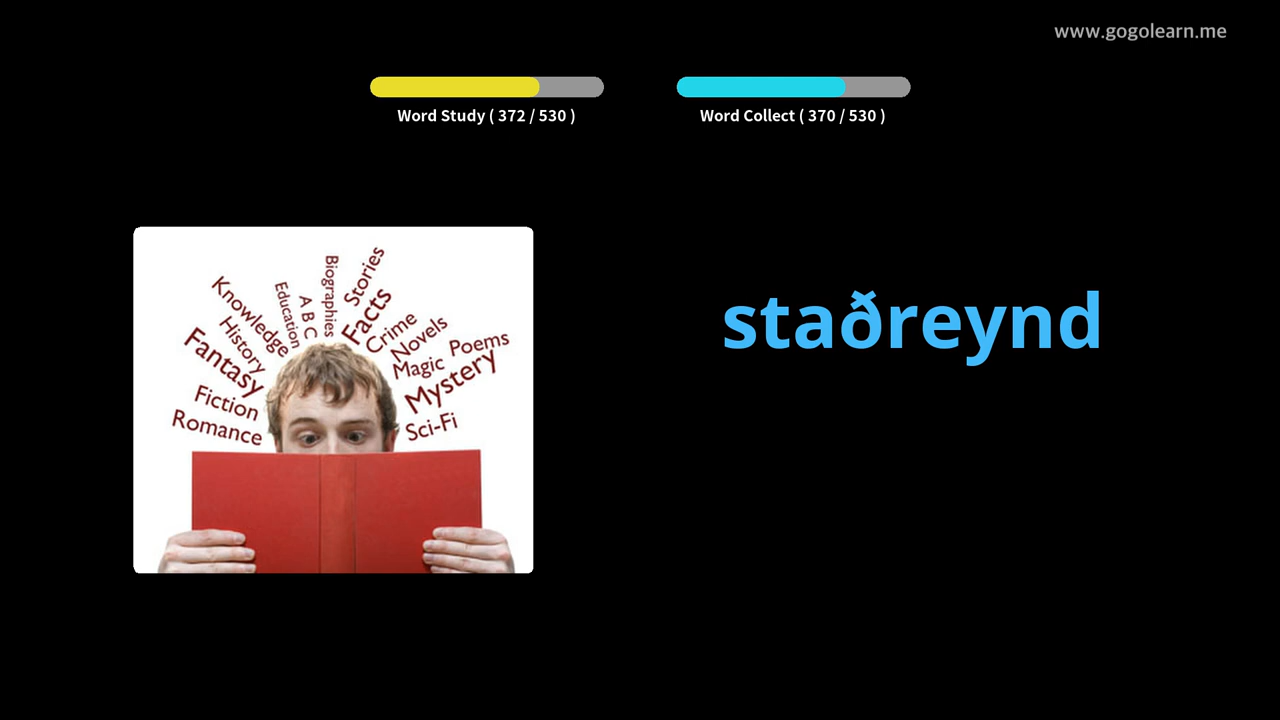 www.gogolearn.me
Word Study ( 372 / 530 )
Word Collect ( 370 / 530 )
staðreynd
Knowledge
History
Fantasy
Fiction
Romance
Education
A B C
Biographies
Stories
Facts
Crime
Novels
Magic
Poems
Mystery
Sci-Fi